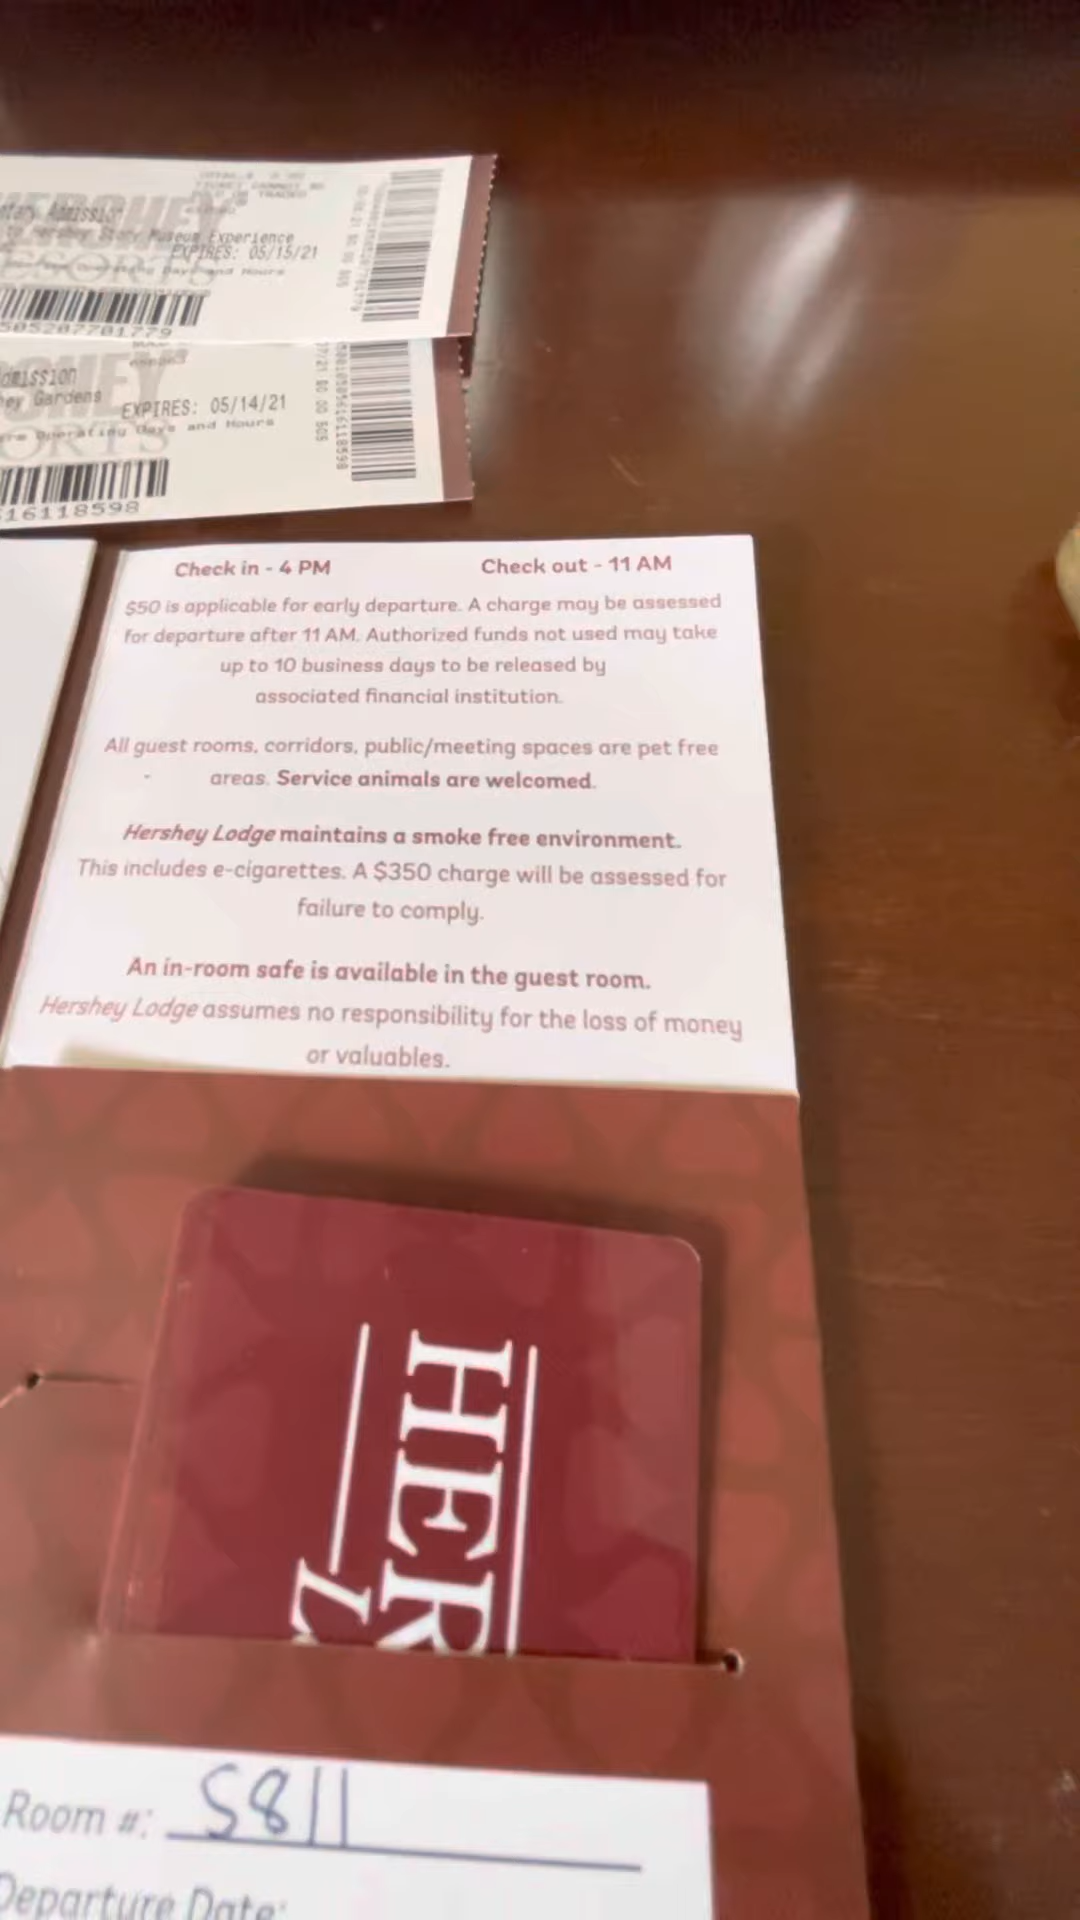 Admission
to Hershey Story Museum Experience
EXPIRES: 05/15/21
and Hours
505207701779
HEY
dmission
ey Gardens
EXPIRES: 05/14/21
Operating Days and Hours
ORTS
16118598
Check in - 4 PM
Check out - 11 AM
$50 is applicable for early departure. A charge may be assessed
for departure after 11 AM. Authorized funds not used may take
up to 10 business days to be released by
associated financial institution.
All guest rooms, corridors, public/meeting spaces are pet free
areas. Service animals are welcomed.
Hershey Lodge maintains a smoke free environment.
This includes e-cigarettes. A $350 charge will be assessed for
failure to comply.
An in-room safe is available in the guest room.
Hershey Lodge assumes no responsibility for the loss of money
or valuables.
HER
L
Room #: S811
Departure Date: